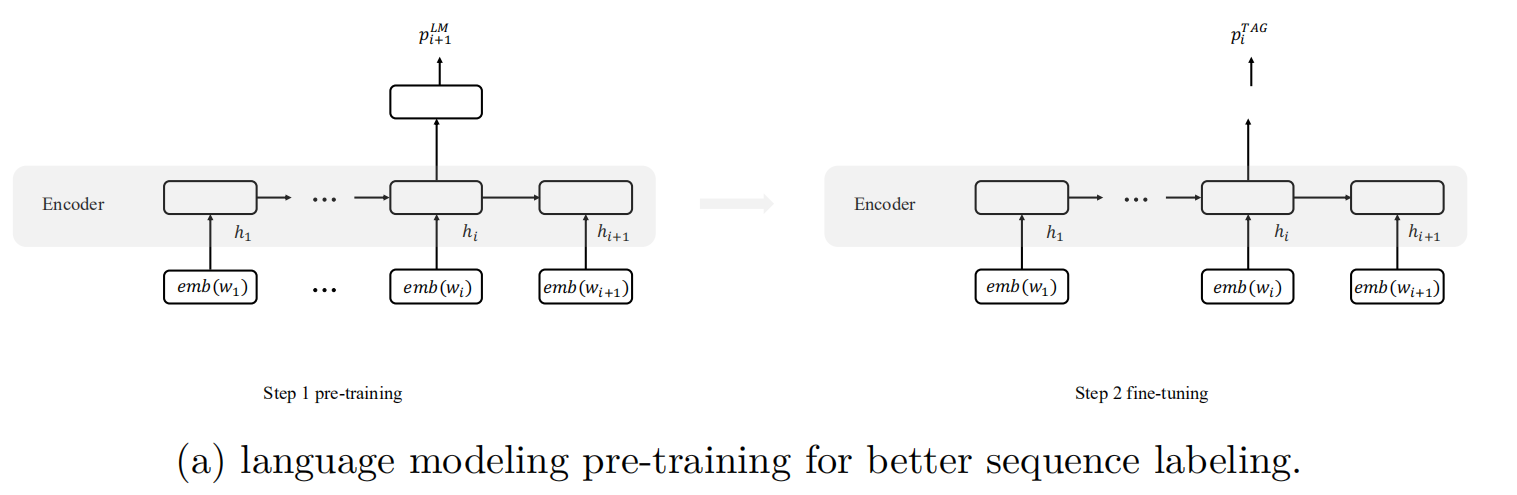 p_{i+1}^{LM}
p_i^{TAG}
Encoder
...
h_1
h_i
h_{i+1}
emb(w_1)
...
emb(w_i)
emb(w_{i+1})
Encoder
...
h_1
h_i
h_{i+1}
emb(w_1)
emb(w_i)
emb(w_{i+1})
Step 1 pre-training
Step 2 fine-tuning
(a) language modeling pre-training for better sequence labeling.